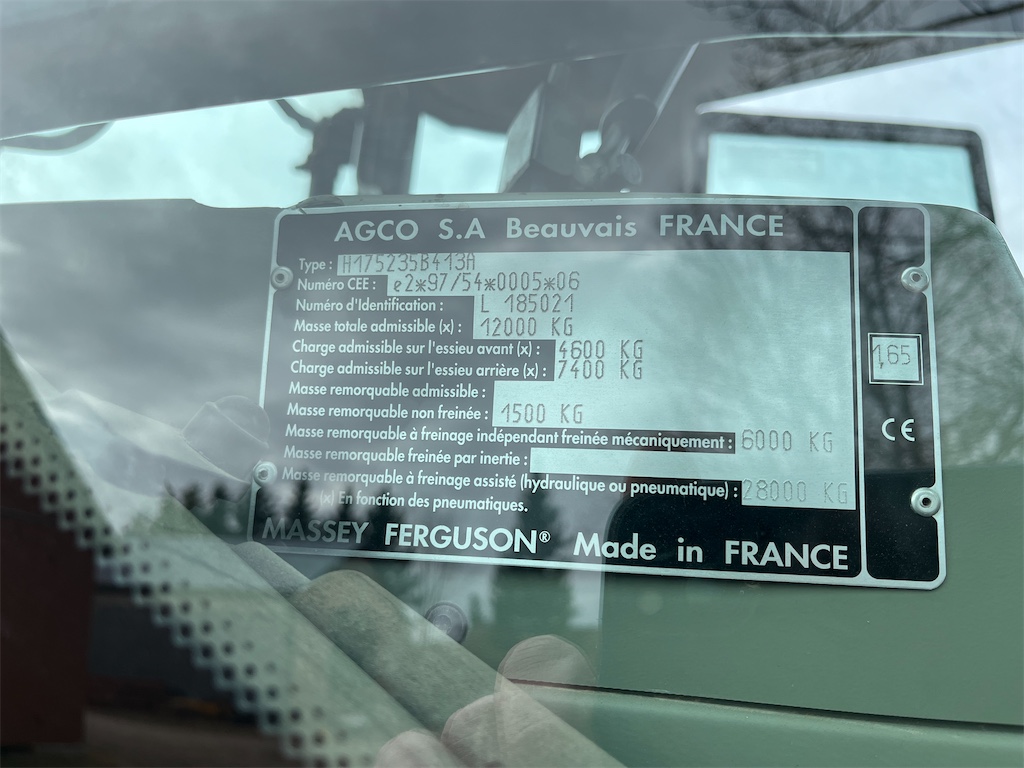 AGCO S.A Beauvais FRANCE
Type : H175235B413A
Numéro CEE : e2*97/54*0005*06
Numéro d'Identification : L 185021
Masse totale admissible (x) : 12000 KG
Charge admissible sur l'essieu avant (x) : 4600 KG
Charge admissible sur l'essieu arrière (x) : 7400 KG
Masse remorquable admissible :
Masse remorquable non freinée : 1500 KG
Masse remorquable à freinage indépendant freinée mécaniquement : 6000 KG
Masse remorquable freinée par inertie :
Masse remorquable à freinage assisté (hydraulique ou pneumatique) : 28000 KG
(x) En fonction des pneumatiques.
MASSEY FERGUSON® Made in FRANCE
1,65
CE